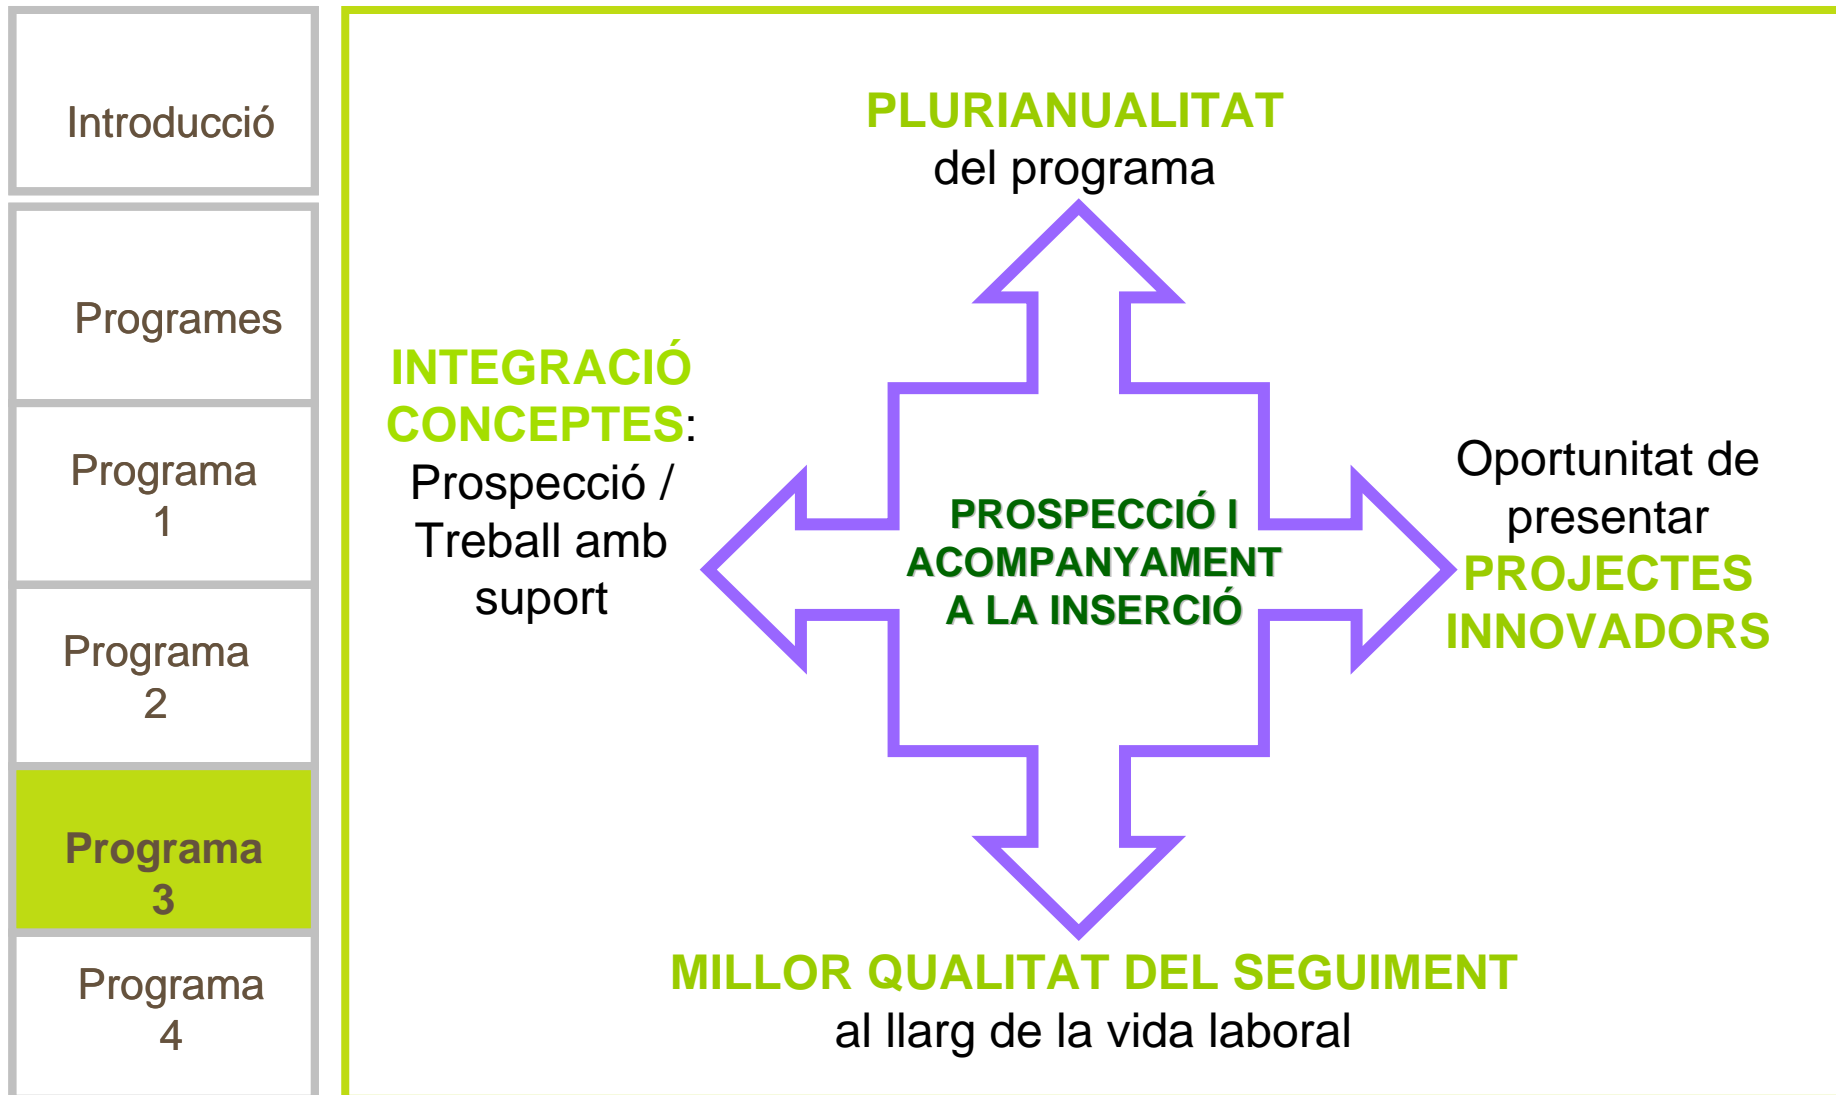 Introducció
Programes
Programa
1
Programa
2
Programa
3
Programa
4
PLURIANUALITAT
del programa
INTEGRACIÓ
CONCEPTES:
Prospecció /
Treball amb
suport
PROSPECCIÓ I
ACOMPANYAMENT
A LA INSERCIÓ
Oportunitat de
presentar
PROJECTES
INNOVADORS
MILLOR QUALITAT DEL SEGUIMENT
al llarg de la vida laboral